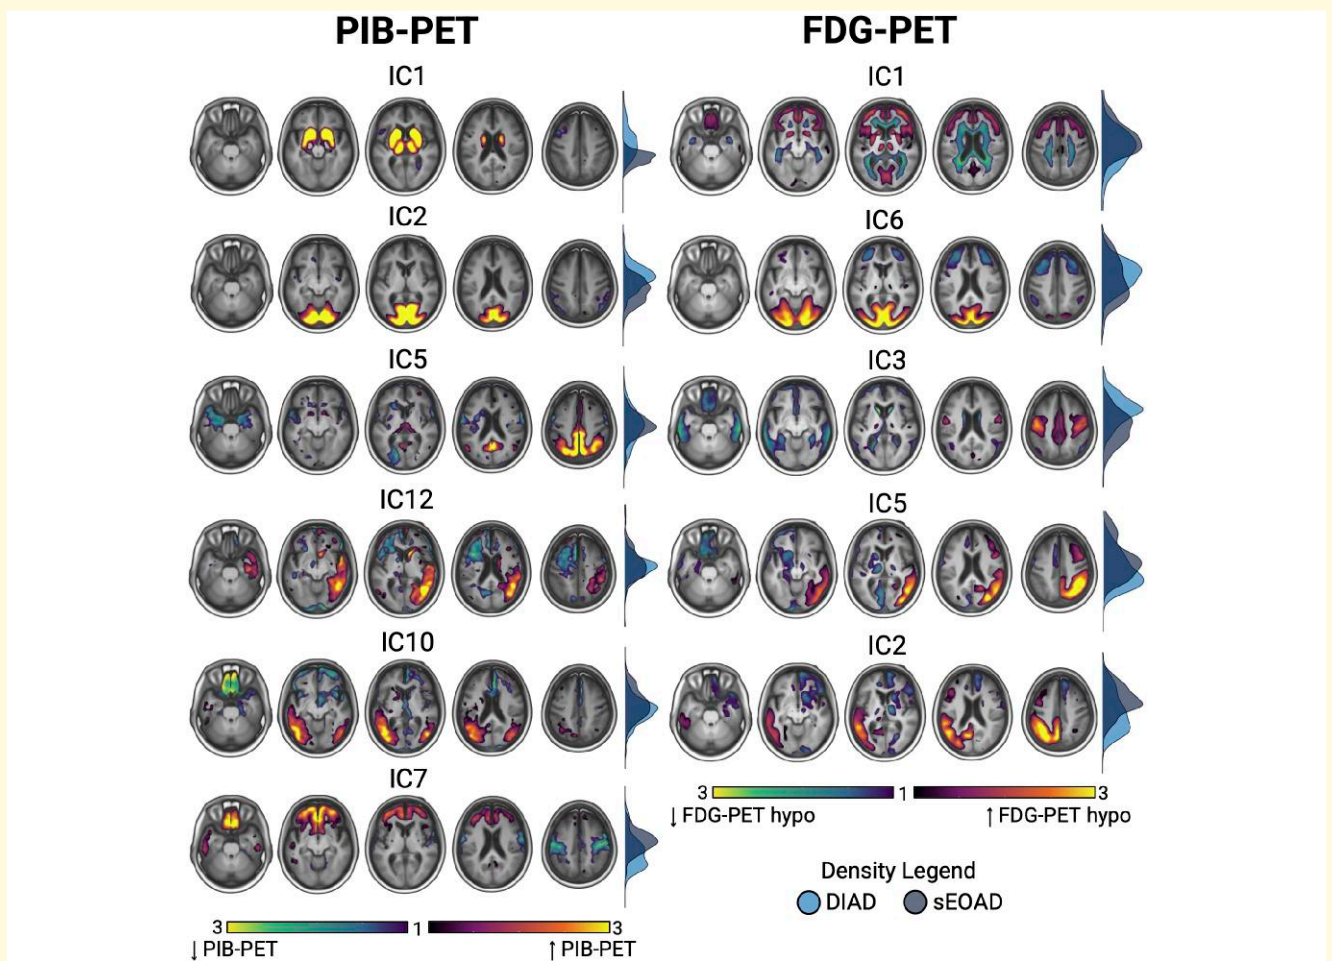 PIB-PET
FDG-PET
IC1
IC1
IC2
IC6
IC5
IC3
IC12
IC5
IC10
IC2
IC7
3 1 3
↓ FDG-PET hypo ↑ FDG-PET hypo
Density Legend
DIAD sEOAD
3 1 3
↓ PIB-PET ↑ PIB-PET